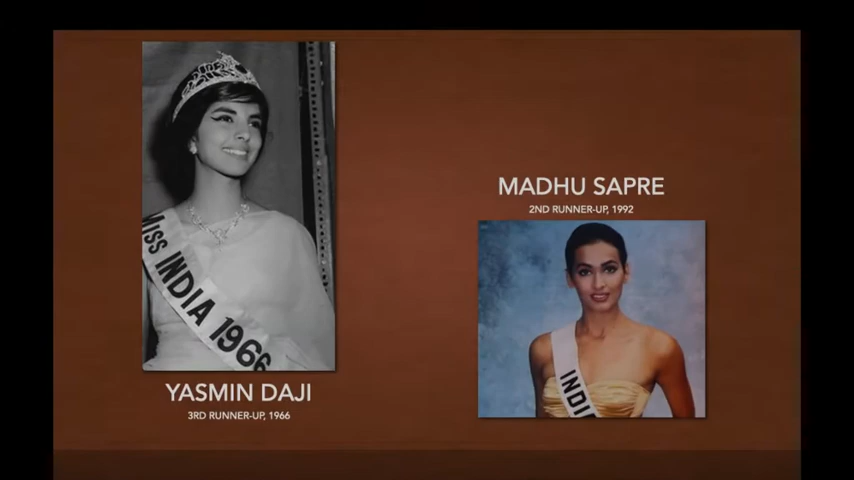 MISS INDIA 1966
YASMIN DAJI
3RD RUNNER-UP, 1966
MADHU SAPRE
2ND RUNNER-UP, 1992
INDI